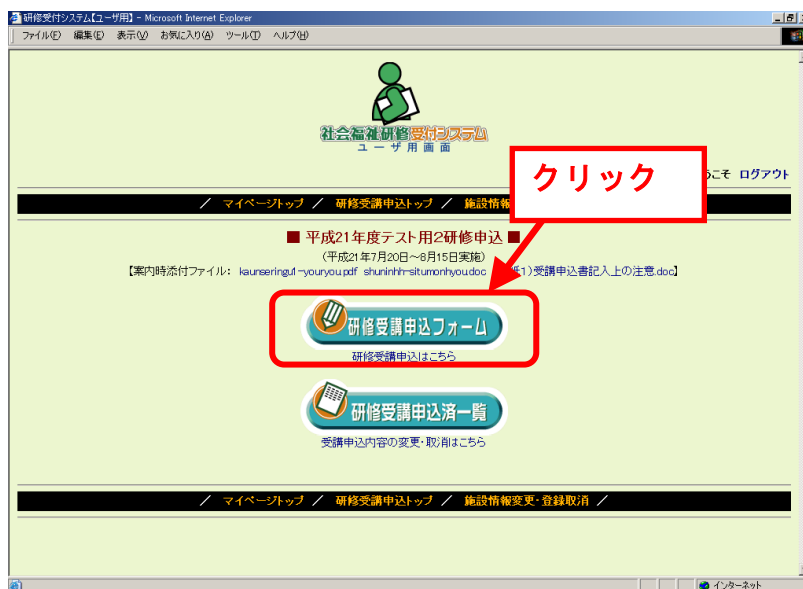 研修受付システム【ユーザ用】 - Microsoft Internet Explorer
ファイル(F) 編集(E) 表示(V) お気に入り(A) ツール(T) ヘルプ(H)
社会福祉研修受付システム
ユーザ用画面
クリック
うこそ ログアウト
／ マイページトップ ／ 研修受講申込トップ ／ 施設情報
■ 平成21年度テスト用2研修申込 ■
(平成21年7月20日～8月15日実施)
【案内時添付ファイル: kaunseringu1-youryou.pdf shuninhh-situmonhyou.doc 紙1)受講申込書記入上の注意.doc】
研修受講申込フォーム
研修受講申込はこちら
研修受講申込済一覧
受講申込内容の変更・取消はこちら
／ マイページトップ ／ 研修受講申込トップ ／ 施設情報変更・登録取消 ／
インターネット